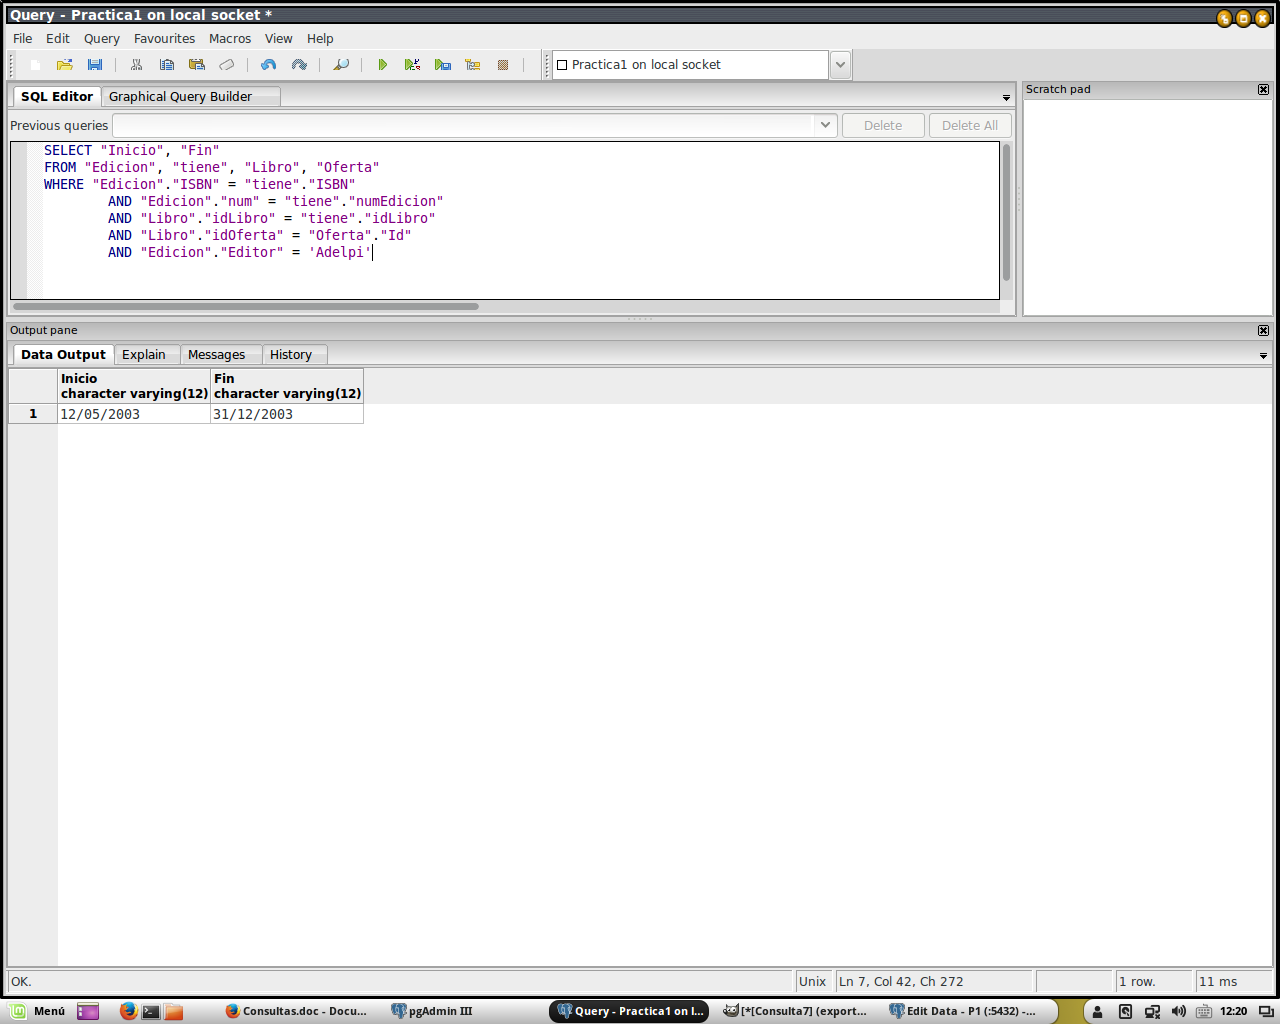 Query - Practica1 on local socket *
File Edit Query Favourites Macros View Help
Practica1 on local socket
SQL Editor Graphical Query Builder
Scratch pad
Previous queries Delete Delete All
SELECT "Inicio", "Fin"
FROM "Edicion", "tiene", "Libro", "Oferta"
WHERE "Edicion"."ISBN" = "tiene"."ISBN"
AND "Edicion"."num" = "tiene"."numEdicion"
AND "Libro"."idLibro" = "tiene"."idLibro"
AND "Libro"."idOferta" = "Oferta"."Id"
AND "Edicion"."Editor" = 'Adelpi'
Output pane
Data Output Explain Messages History
Inicio Fin
character varying(12) character varying(12)
1 12/05/2003 31/12/2003
OK. Unix Ln 7, Col 42, Ch 272 1 row. 11 ms
Menú Consultas.doc - Docu... pgAdmin III Query - Practica1 on l... [*[Consulta7] (export... Edit Data - P1 (:5432) -... 12:20